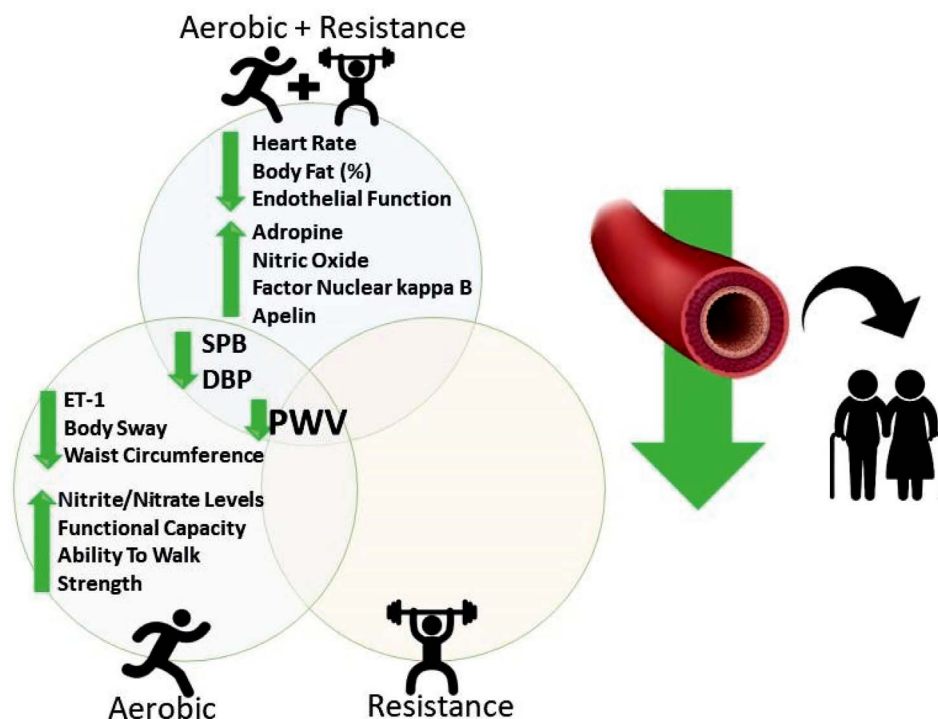 Aerobic + Resistance
Heart Rate
Body Fat (%)
Endothelial Function
Adropine
Nitric Oxide
Factor Nuclear kappa B
Apelin
SPB
DBP
PWV
ET-1
Body Sway
Waist Circumference
Nitrite/Nitrate Levels
Functional Capacity
Ability To Walk
Strength
Aerobic
Resistance